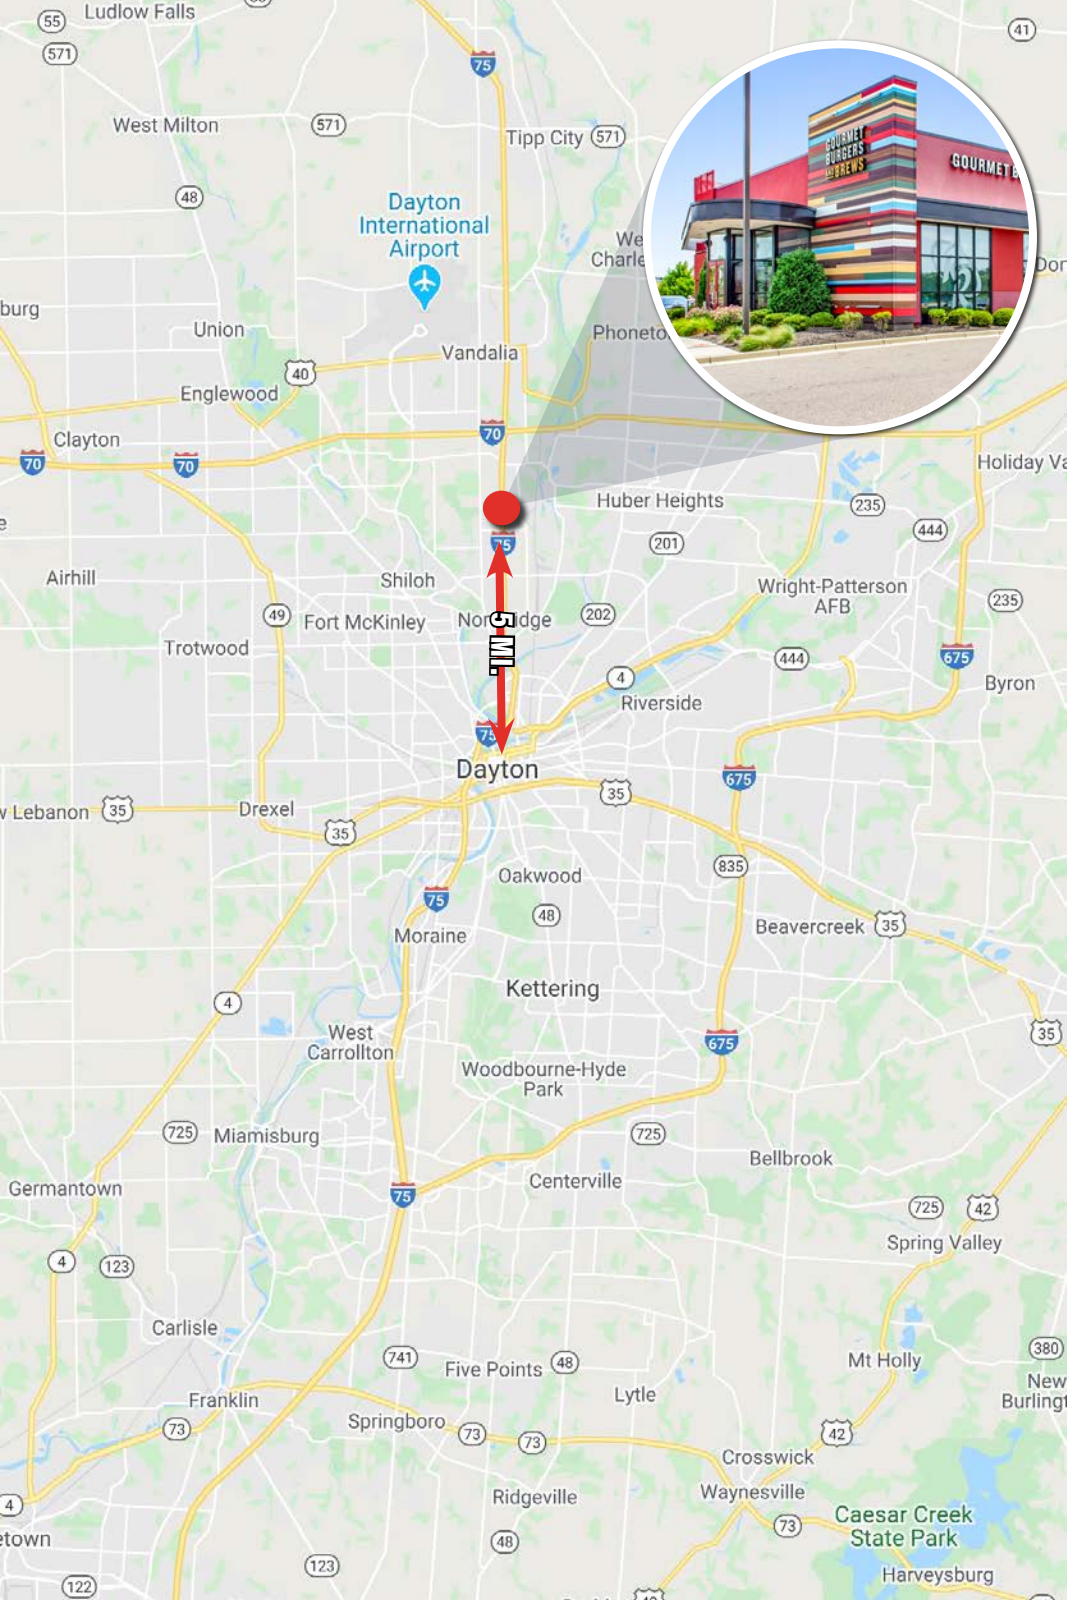 Ludlow Falls
55
571
41
75
West Milton
571
Tipp City
571
48
Dayton
International
Airport
GOURMET
BURGERS
AND BREWS
GOURMET B
We
Charle
Don
burg
Union
Phoneto
Vandalia
40
Englewood
Clayton
70
70
70
Holiday Va
Huber Heights
235
444
75
201
e
Airhill
Shiloh
Wright-Patterson
AFB
235
49
Fort McKinley
Nor
idge
202
5 MI.
Trotwood
444
675
4
Byron
Riverside
75
Dayton
675
35
w Lebanon
35
Drexel
35
835
Oakwood
75
48
Beavercreek
35
Moraine
Kettering
4
35
West
Carrollton
675
Woodbourne-Hyde
Park
725
Miamisburg
725
Bellbrook
Germantown
75
Centerville
725
42
Spring Valley
4
123
Carlisle
380
741
Five Points
48
Mt Holly
New
Burlingt
Lytle
Franklin
73
Springboro
73
73
42
Crosswick
Waynesville
Ridgeville
4
Caesar Creek
State Park
73
etown
48
123
Harveysburg
122